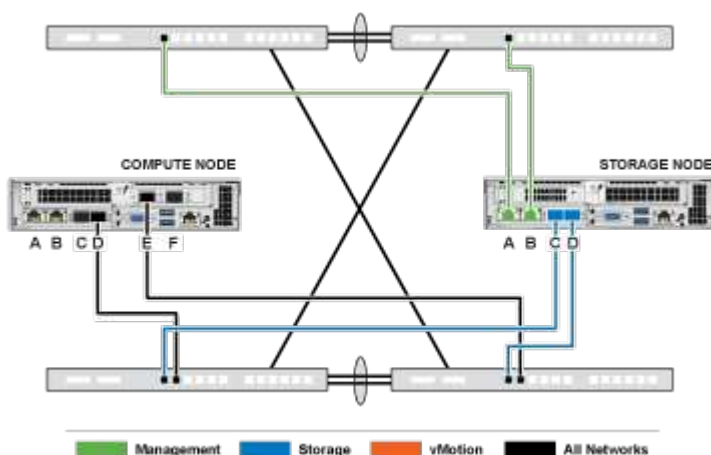 COMPUTE NODE
STORAGE NODE
A B C D E F
A B C D
Management Storage vMotion All Networks